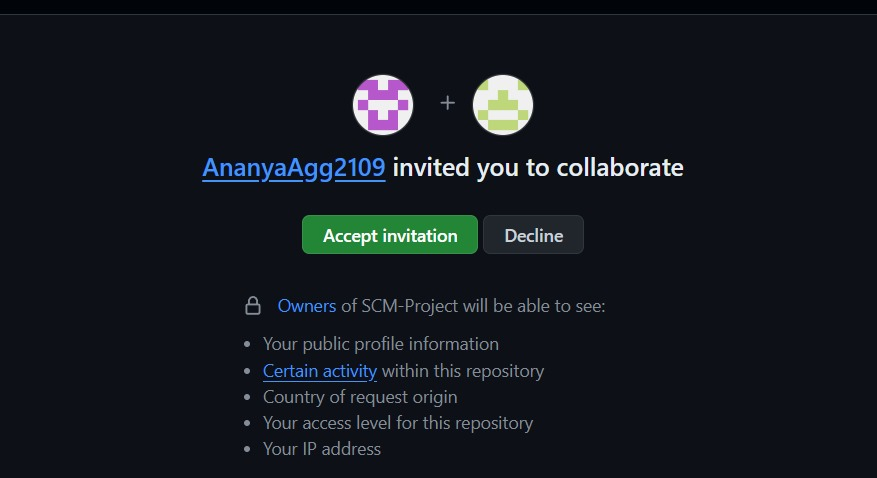 +
AnanyaAgg2109 invited you to collaborate
Accept invitation Decline
Owners of SCM-Project will be able to see:
• Your public profile information
• Certain activity within this repository
• Country of request origin
• Your access level for this repository
• Your IP address